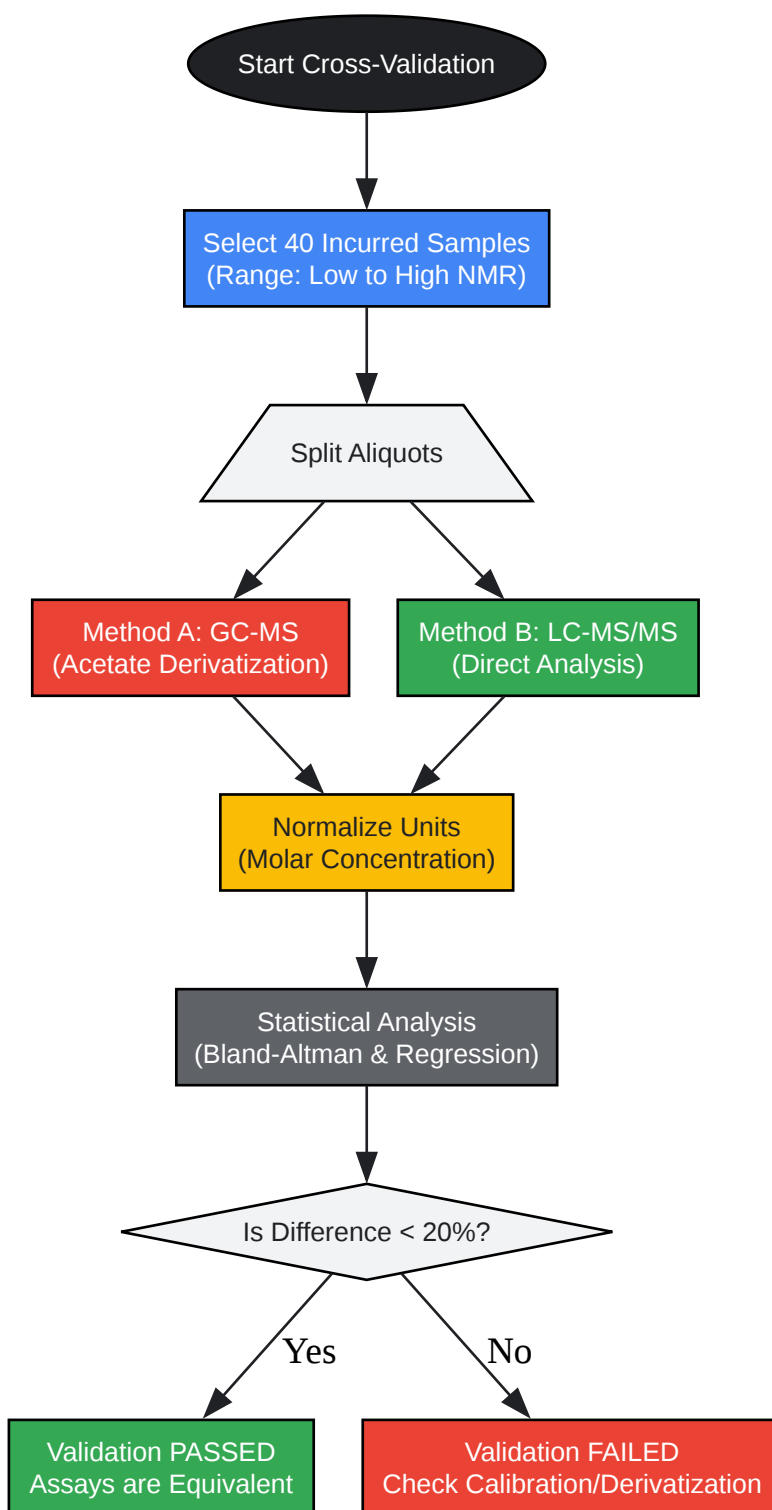 Start Cross-Validation
Select 40 Incurred Samples
(Range: Low to High NMR)
Split Aliquots
Method A: GC-MS
(Acetate Derivatization)
Method B: LC-MS/MS
(Direct Analysis)
Normalize Units
(Molar Concentration)
Statistical Analysis
(Bland-Altman & Regression)
Is Difference < 20%?
Yes
No
Validation PASSED
Assays are Equivalent
Validation FAILED
Check Calibration/Derivatization